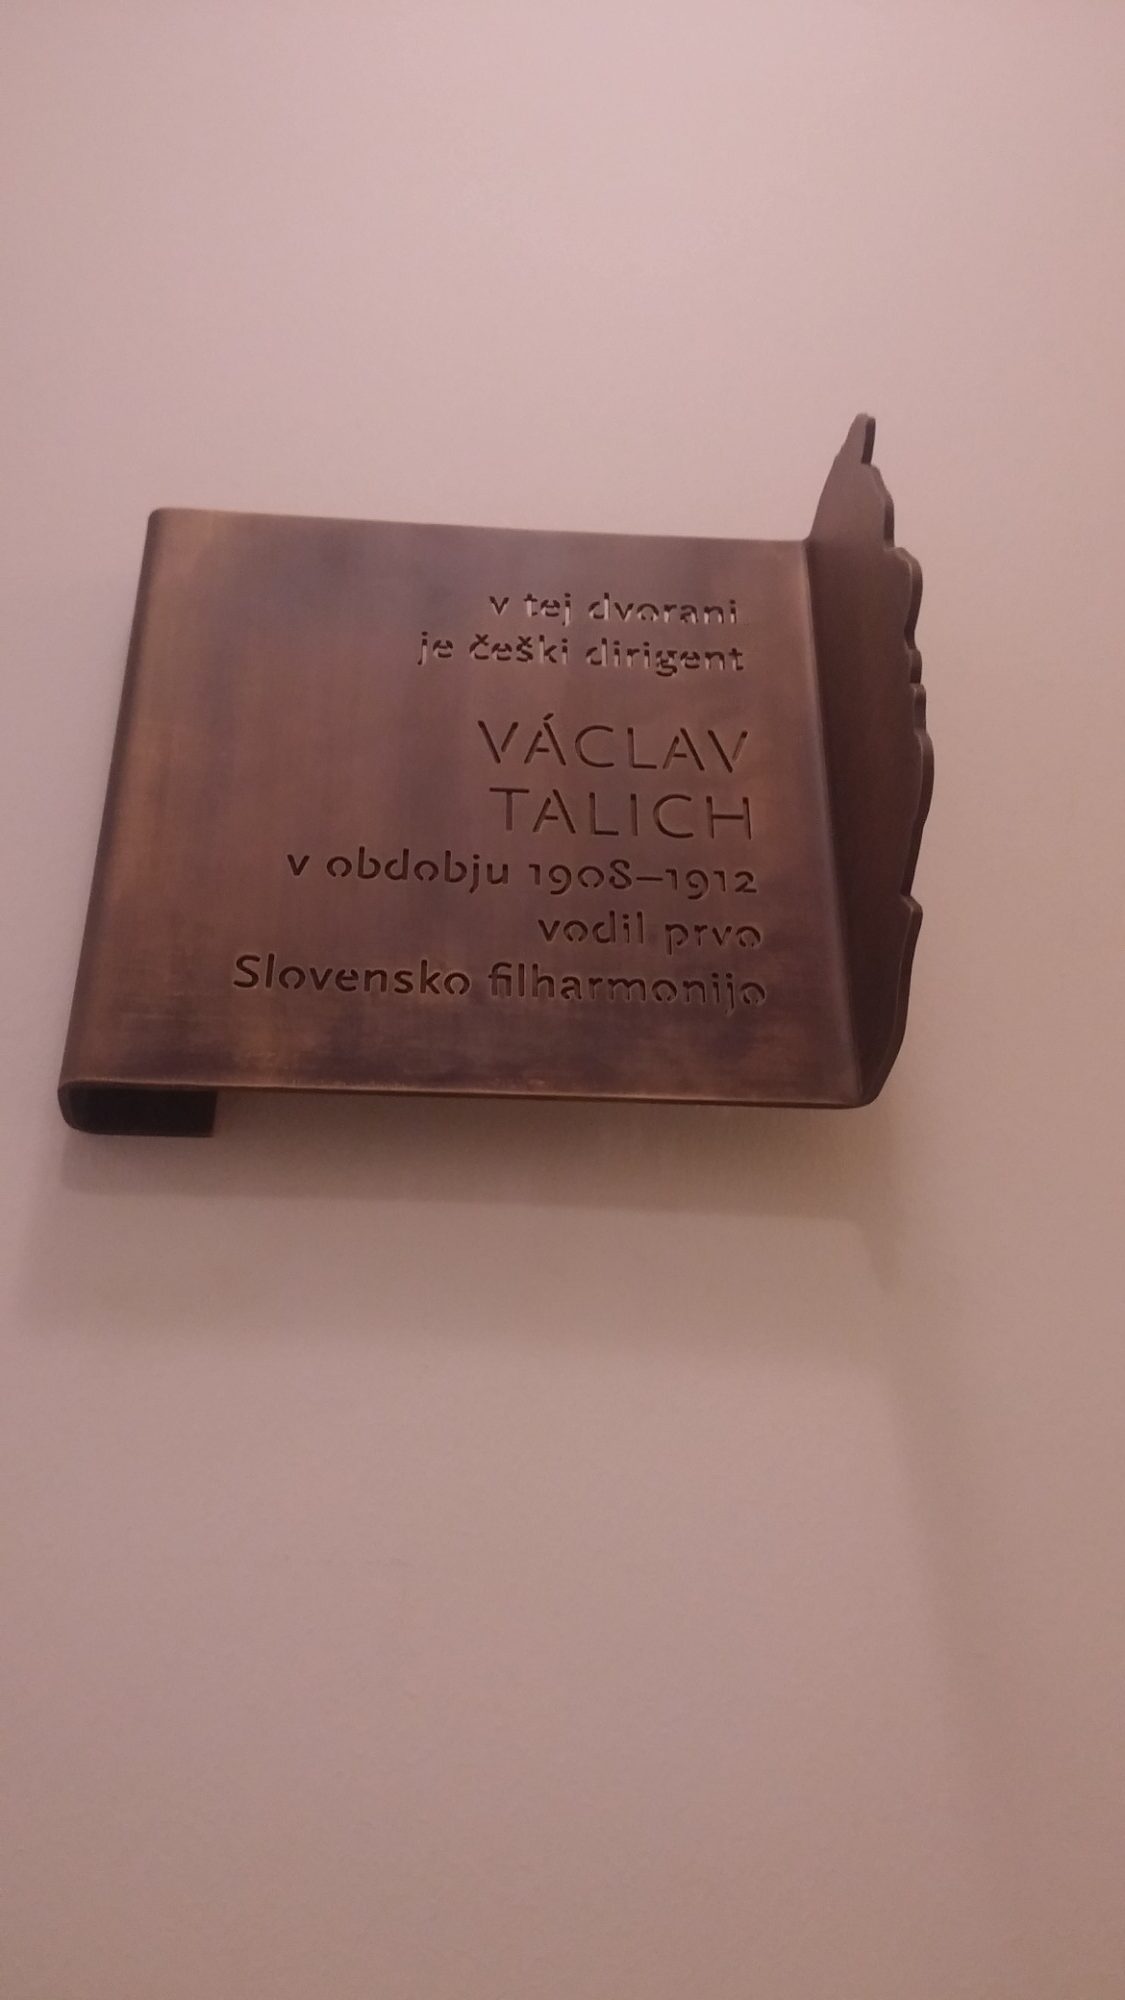 v tej dvorani
je češki dirigent
VÁCLAV
TALICH
v obdobju 1908–1912
vodil prvo
Slovensko filharmonijo